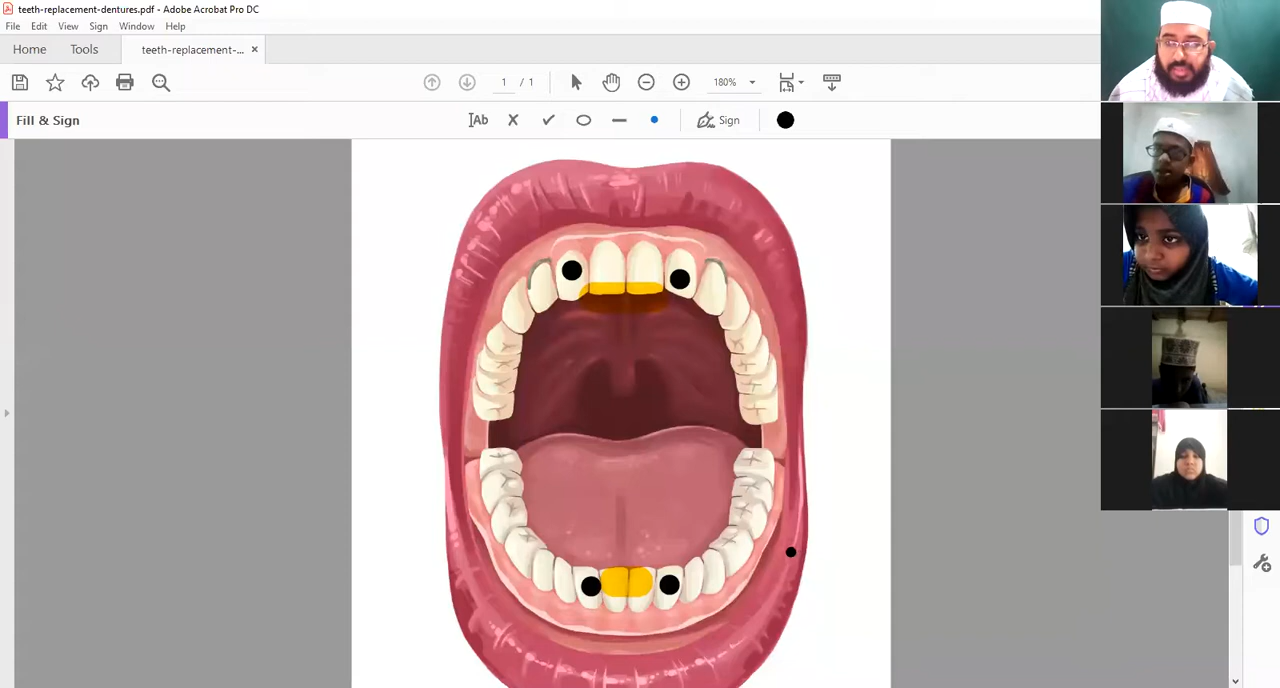 teeth-replacement-dentures.pdf - Adobe Acrobat Pro DC
File Edit View Sign Window Help
Home Tools teeth-replacement-... ×
1 / 1 180%
Fill & Sign IAb Sign